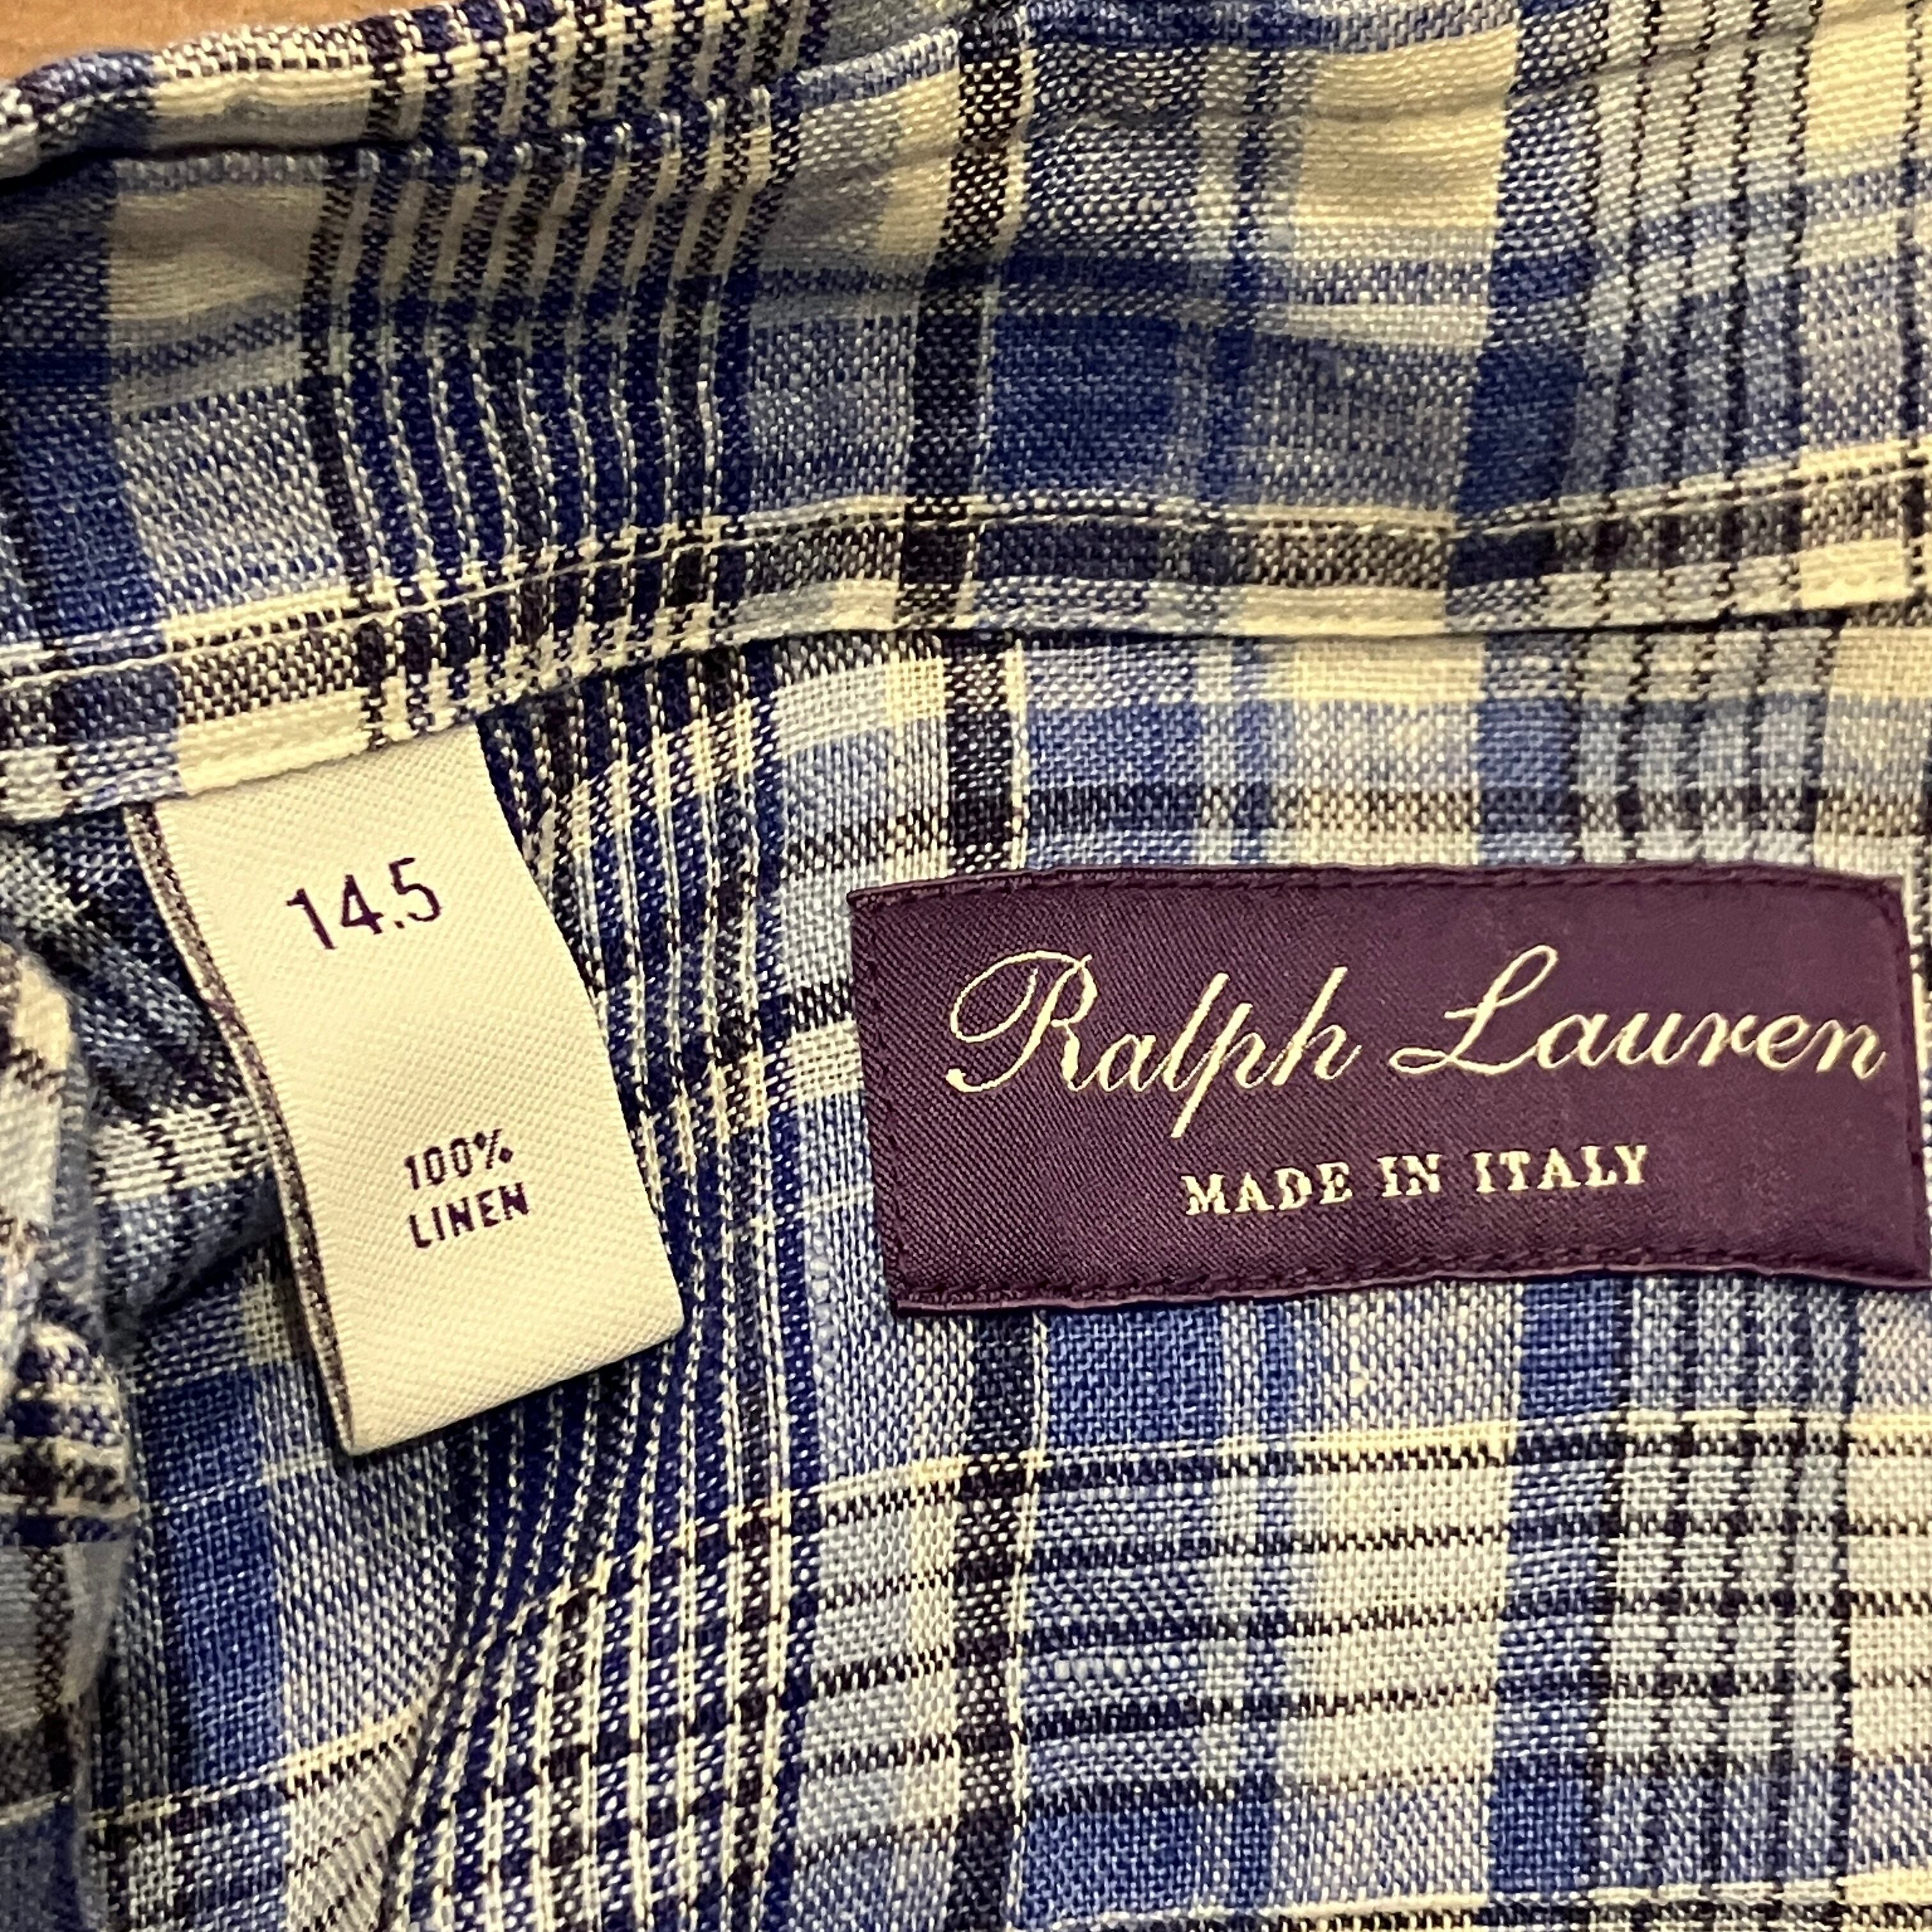 14.5
100%
LINEN
Ralph Lauren
MADE IN ITALY